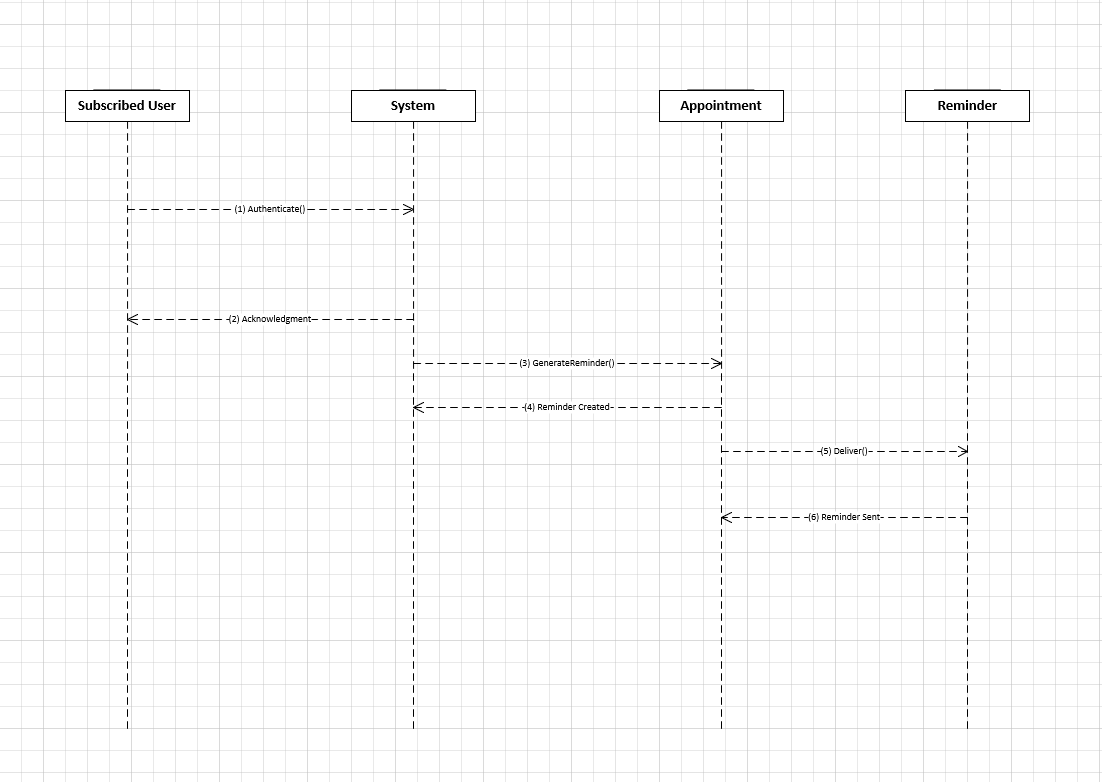 Subscribed User
System
Appointment
Reminder
(1) Authenticate()
(2) Acknowledgment
(3) GenerateReminder()
(4) Reminder Created
(5) Deliver()
(6) Reminder Sent